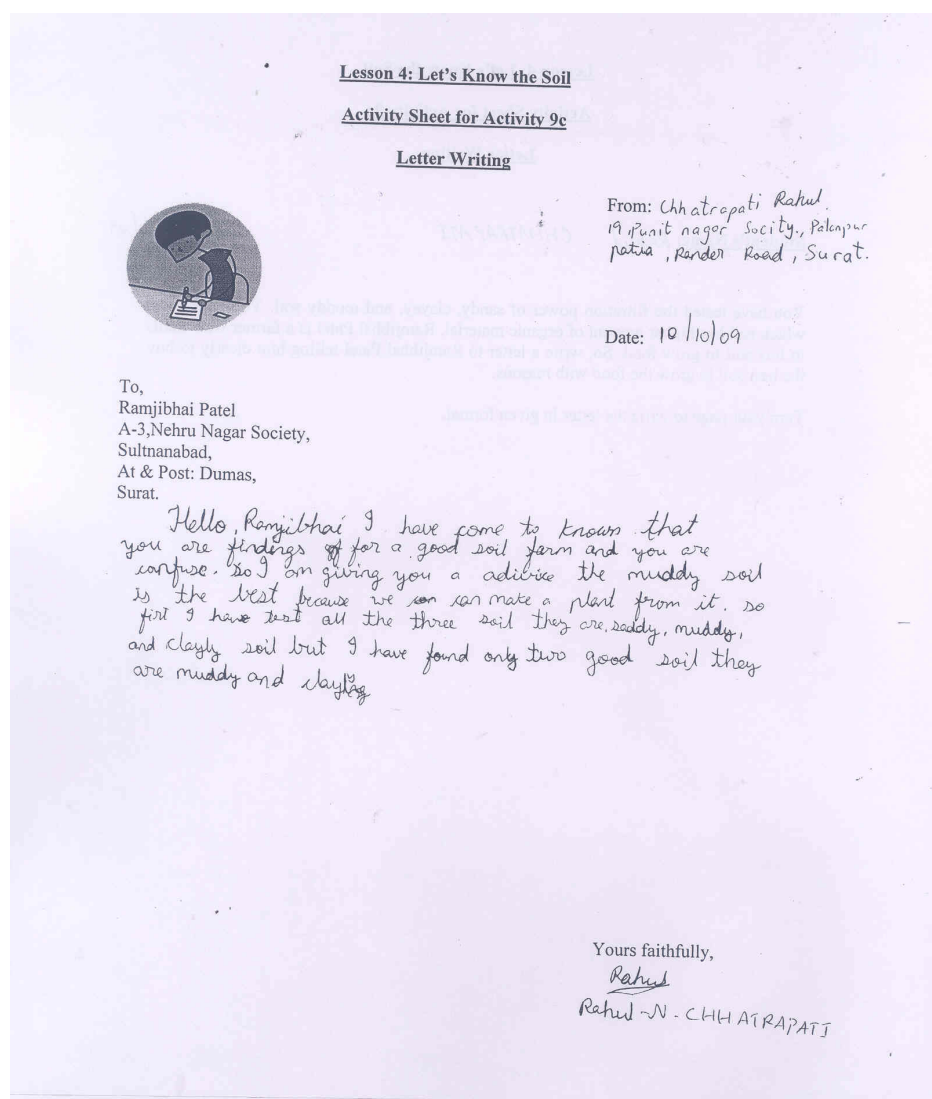 Lesson 4: Let's Know the Soil
Activity Sheet for Activity 9c
Letter Writing
From: Chhatrapati Rahul.
19, Punit nagar Socity., Palanpur
patia, Rander Road, Surat.
Date: 18/10/09
To,
Ramjibhai Patel
A-3,Nehru Nagar Society,
Sultnanabad,
At & Post: Dumas,
Surat.
Hello, Ramjibhai I have come to known that
you are findings for a good soil farm and you are
confuse. So I am giving you a adivice the muddy soil
is the best because we can make a plant from it. So
firt I have test all the three soil they are, saddy, muddy,
and clayly soil but I have found only two good soil they
are muddy and
Yours faithfully,
Rahul
Rahul - N - CHHATRAPATI